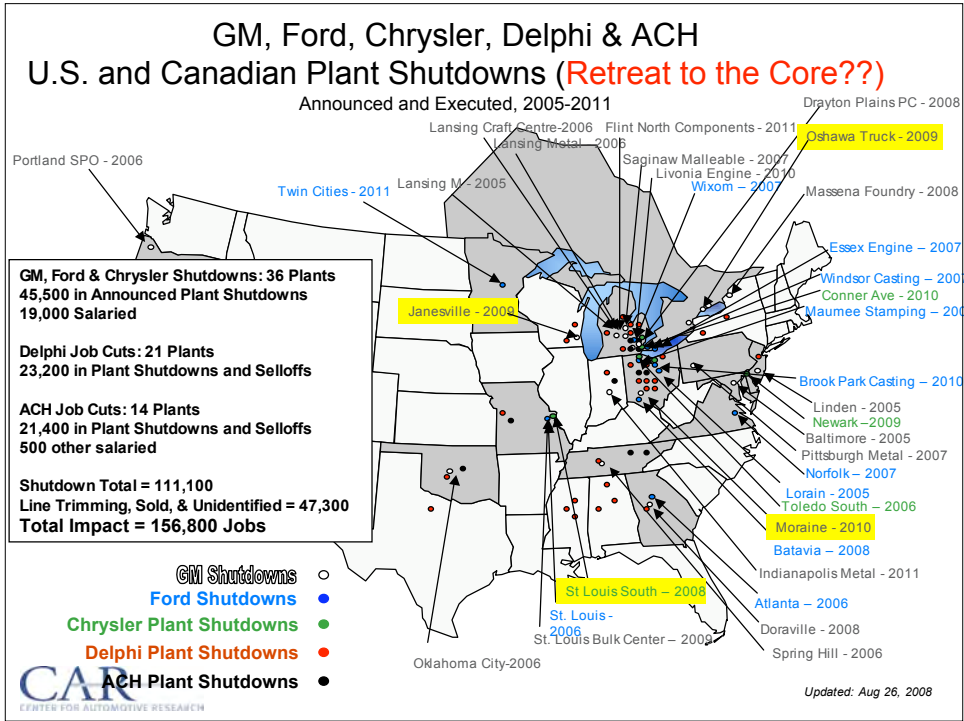 GM, Ford, Chrysler, Delphi & ACH
U.S. and Canadian Plant Shutdowns (Retreat to the Core??)
Announced and Executed, 2005-2011
Drayton Plains PC - 2008
Lansing Craft Centre-2006
Flint North Components - 2011
Oshawa Truck - 2009
Lansing Metal - 2006
Portland SPO - 2006
Saginaw Malleable - 2007
Livonia Engine - 2010
Twin Cities - 2011
Lansing M - 2005
Wixom – 2007
Massena Foundry - 2008
Essex Engine – 2007
GM, Ford & Chrysler Shutdowns: 36 Plants
45,500 in Announced Plant Shutdowns
19,000 Salaried
Windsor Casting – 2007
Conner Ave - 2010
Maumee Stamping – 200
Janesville - 2009
Delphi Job Cuts: 21 Plants
23,200 in Plant Shutdowns and Selloffs
ACH Job Cuts: 14 Plants
21,400 in Plant Shutdowns and Selloffs
500 other salaried
Shutdown Total = 111,100
Line Trimming, Sold, & Unidentified = 47,300
Total Impact = 156,800 Jobs
Brook Park Casting - 2010
Linden - 2005
Newark –2009
Baltimore - 2005
Pittsburgh Metal - 2007
Norfolk – 2007
Lorain - 2005
Toledo South – 2006
Moraine - 2010
Batavia – 2008
Indianapolis Metal - 2011
Atlanta – 2006
Doraville - 2008
Spring Hill - 2006
St Louis South – 2008
St. Louis -
2006
St. Louis Bulk Center – 2009
Oklahoma City-2006
GM Shutdowns
Ford Shutdowns
Chrysler Plant Shutdowns
Delphi Plant Shutdowns
ACH Plant Shutdowns
CAR
CENTER FOR AUTOMOTIVE RESEARCH
Updated: Aug 26, 2008